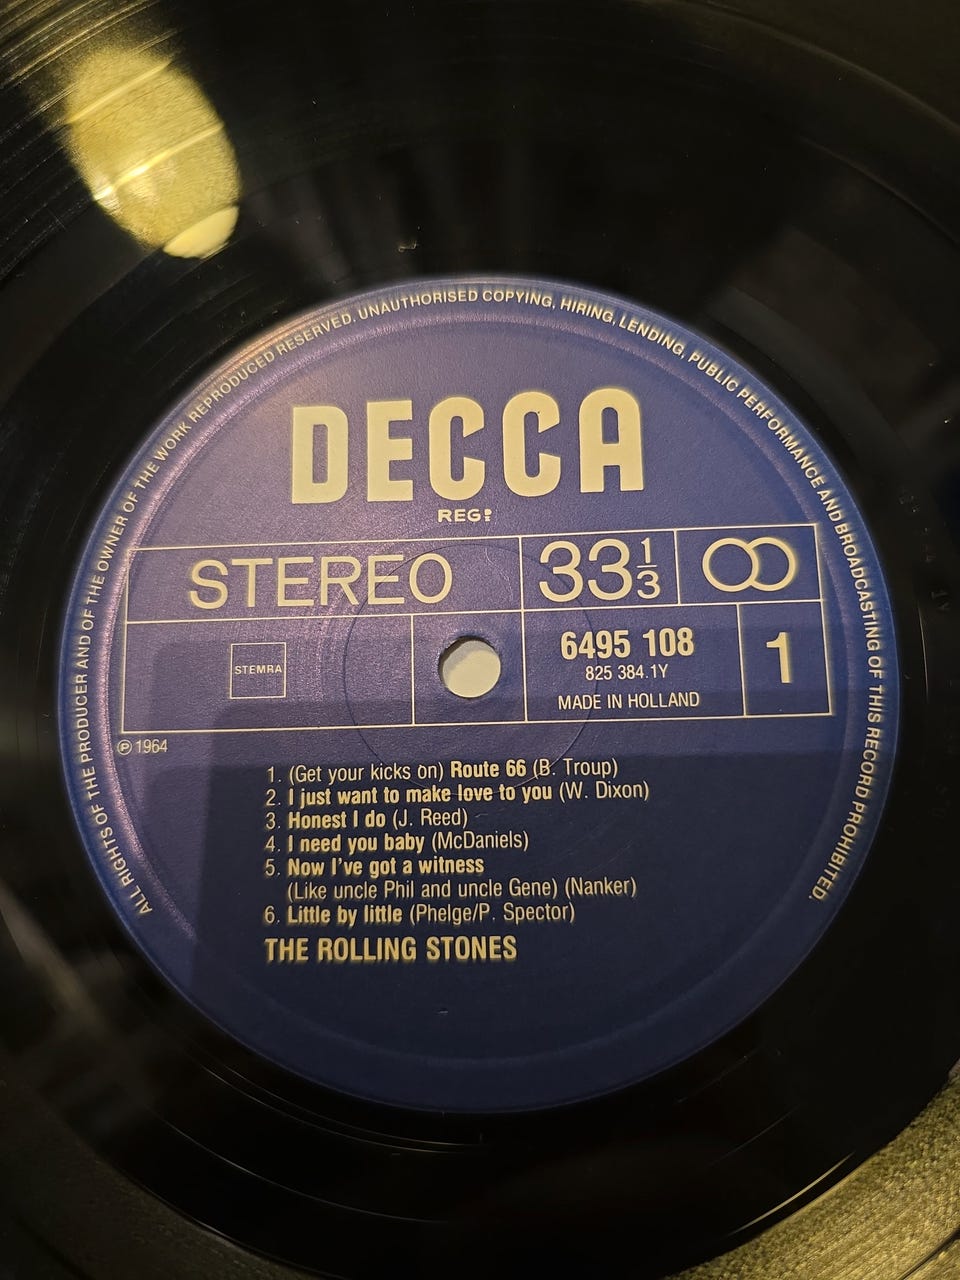 ALL RIGHTS OF THE PRODUCER AND OF THE OWNER OF THE WORK REPRODUCED RESERVED. UNAUTHORISED COPYING, HIRING, LENDING, PUBLIC PERFORMANCE AND BROADCASTING OF THIS RECORD PROHIBITED.
DECCA
REGD
STEREO 33 1/3
STEMRA
6495 108
825 384.1Y
MADE IN HOLLAND
1
℗ 1964
1. (Get your kicks on) Route 66 (B. Troup)
2. I just want to make love to you (W. Dixon)
3. Honest I do (J. Reed)
4. I need you baby (McDaniels)
5. Now I've got a witness
(Like uncle Phil and uncle Gene) (Nanker)
6. Little by little (Phelge/P. Spector)
THE ROLLING STONES